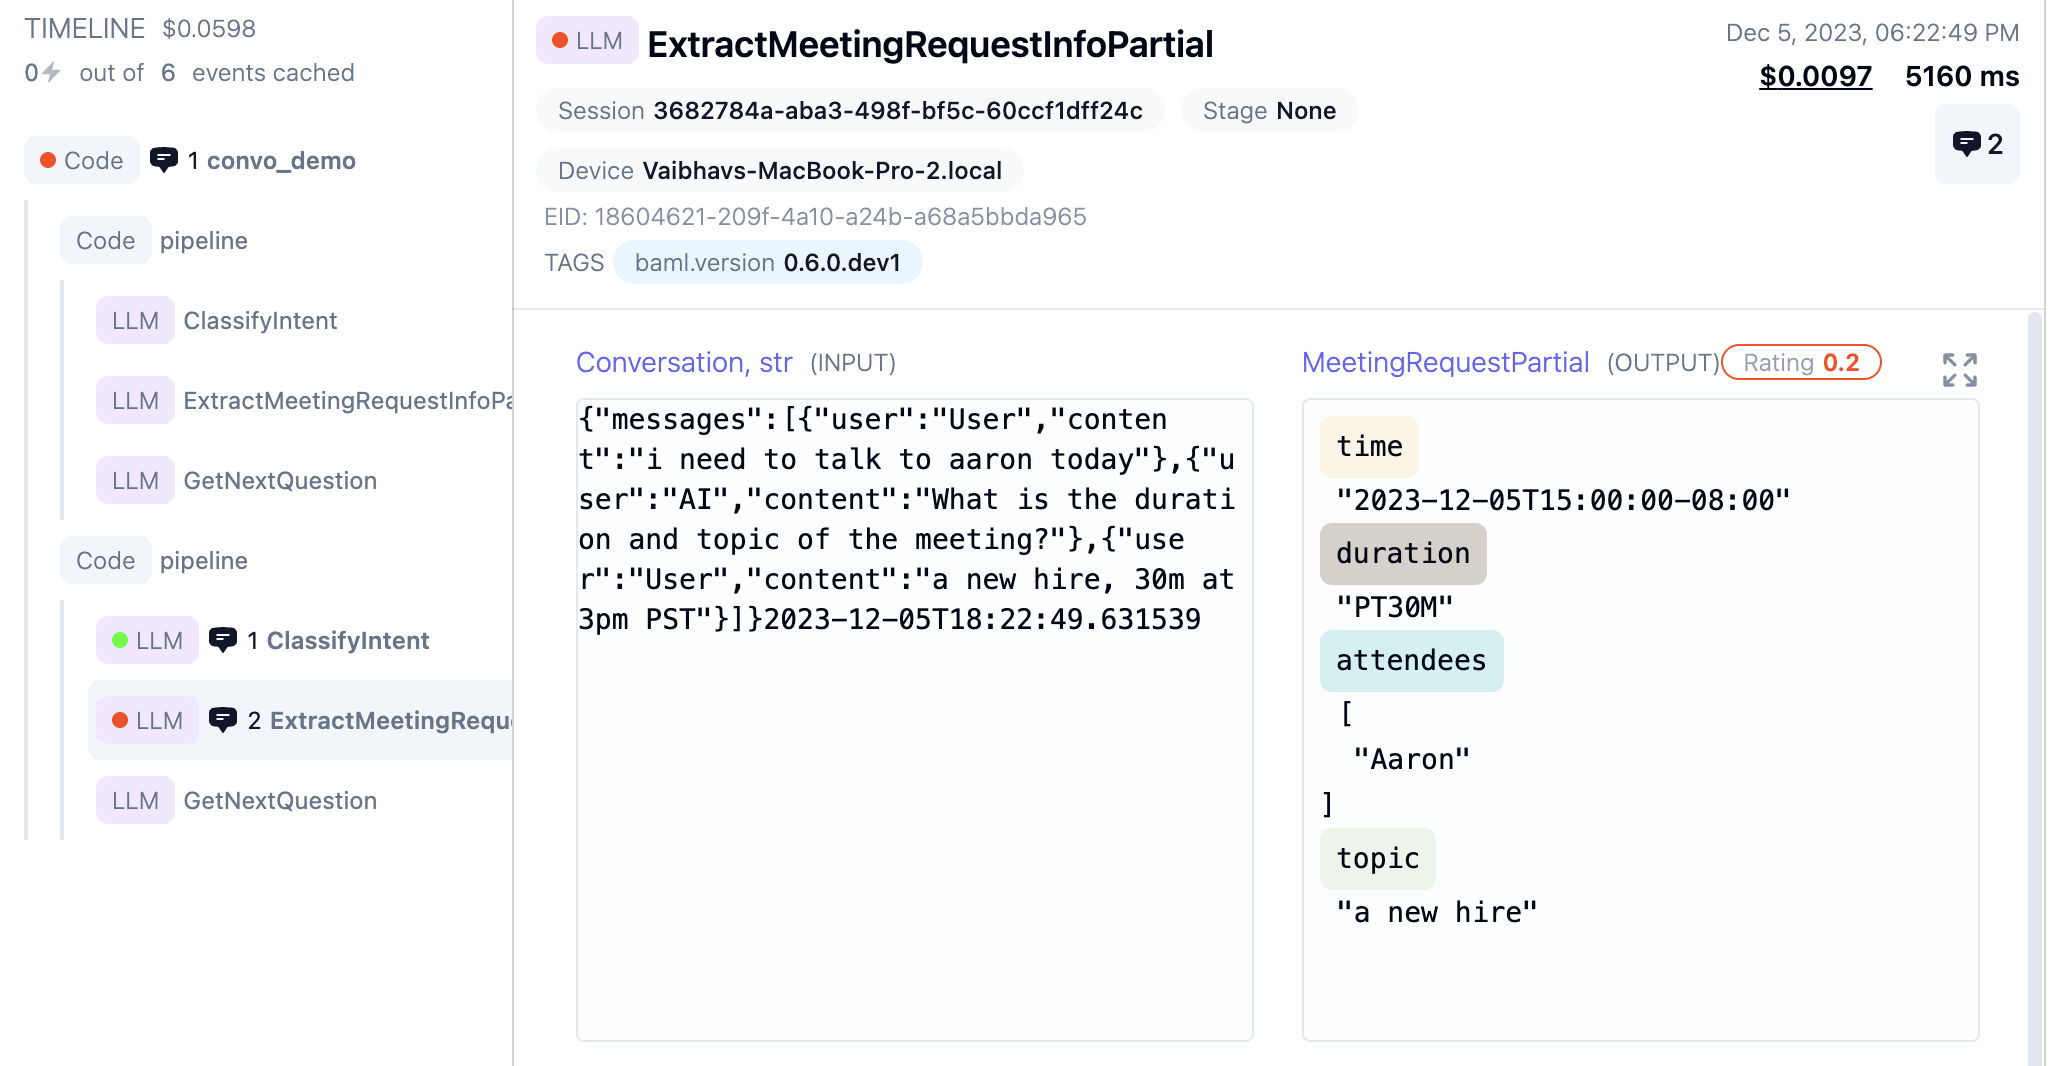 TIMELINE $0.0598
0 out of 6 events cached
Code 1 convo_demo
Code pipeline
LLM ClassifyIntent
LLM ExtractMeetingRequestInfoPa
LLM GetNextQuestion
Code pipeline
LLM 1 ClassifyIntent
LLM 2 ExtractMeetingReque
LLM GetNextQuestion
LLM ExtractMeetingRequestInfoPartial
Dec 5, 2023, 06:22:49 PM
$0.0097 5160 ms
2
Session 3682784a-aba3-498f-bf5c-60ccf1dff24c Stage None
Device Vaibhavs-MacBook-Pro-2.local
EID: 18604621-209f-4a10-a24b-a68a5bbda965
TAGS baml.version 0.6.0.dev1
Conversation, str (INPUT)
{"messages":[{"user":"User","conten
t":"i need to talk to aaron today"},{"u
ser":"AI","content":"What is the durati
on and topic of the meeting?"},{"use
r":"User","content":"a new hire, 30m at
3pm PST"}]}2023-12-05T18:22:49.631539
MeetingRequestPartial (OUTPUT) Rating 0.2
time
"2023-12-05T15:00:00-08:00"
duration
"PT30M"
attendees
[
"Aaron"
]
topic
"a new hire"